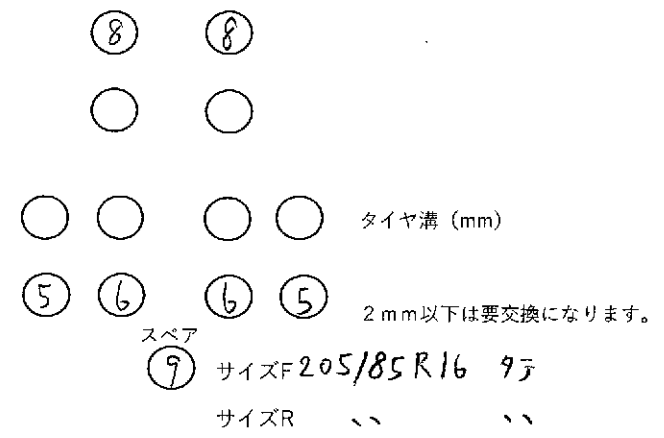 8 8
タイヤ溝（mm）
5 6 6 5
２ｍｍ以下は要交換になります。
スペア
9 サイズF 205/85R16
サイズR 〃 〃